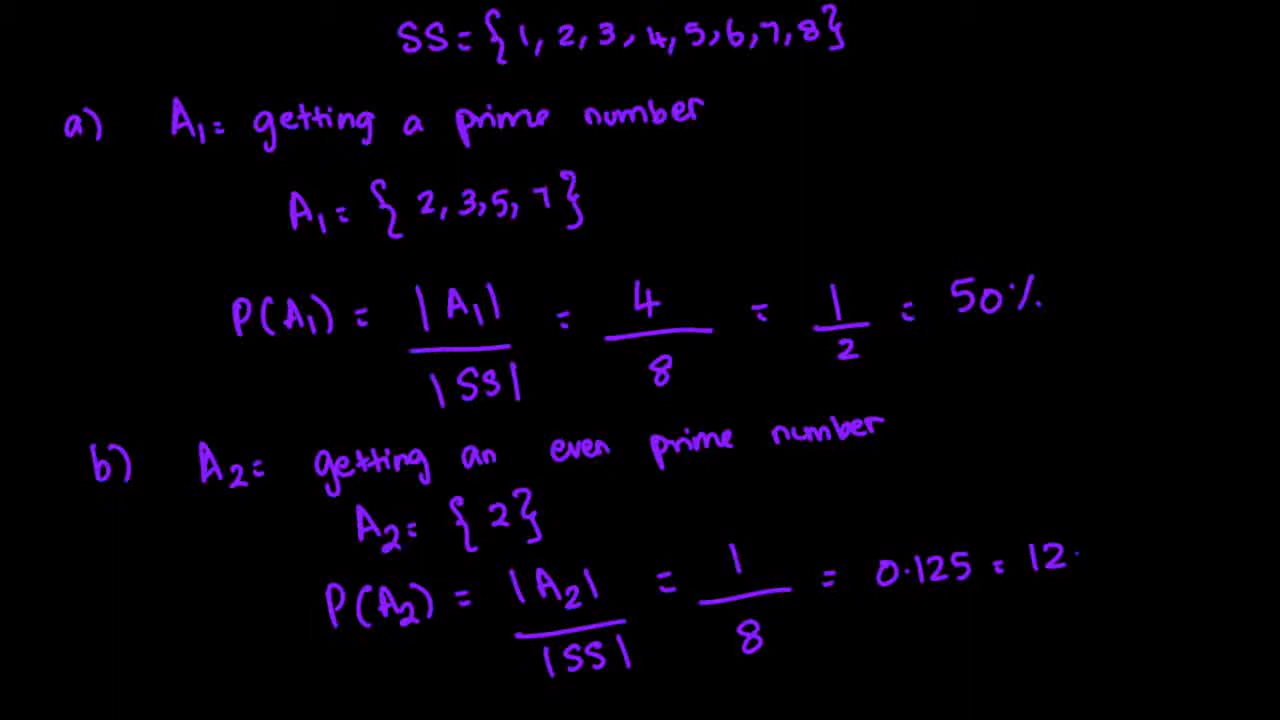 SS = { 1, 2, 3, 4, 5, 6, 7, 8 }
a) A₁ = getting a prime number
A₁ = { 2, 3, 5, 7 }
P(A₁) = |A₁| / |SS| = 4 / 8 = 1 / 2 = 50%
b) A₂ = getting an even prime number
A₂ = { 2 }
P(A₂) = |A₂| / |SS| = 1 / 8 = 0.125 = 12.